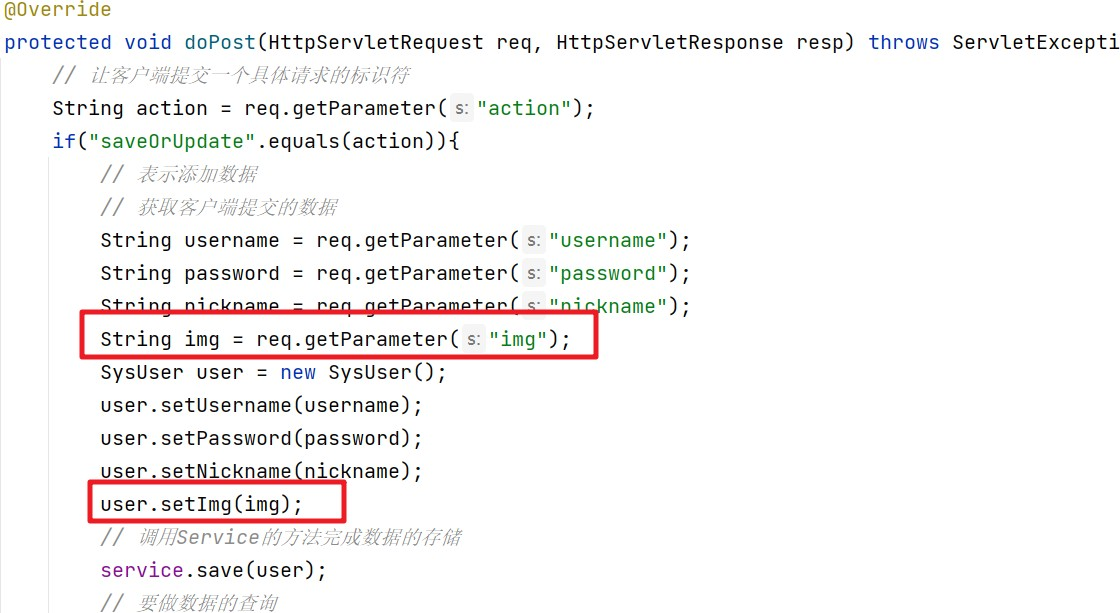 @Override
protected void doPost(HttpServletRequest req, HttpServletResponse resp) throws ServletExcepti
// 让客户端提交一个具体请求的标识符
String action = req.getParameter( s: "action");
if("saveOrUpdate".equals(action)){
// 表示添加数据
// 获取客户端提交的数据
String username = req.getParameter( s: "username");
String password = req.getParameter( s: "password");
String nickname = req.getParameter( s: "nickname");
String img = req.getParameter( s: "img");
SysUser user = new SysUser();
user.setUsername(username);
user.setPassword(password);
user.setNickname(nickname);
user.setImg(img);
// 调用Service的方法完成数据的存储
service.save(user);
// 要做数据的查询